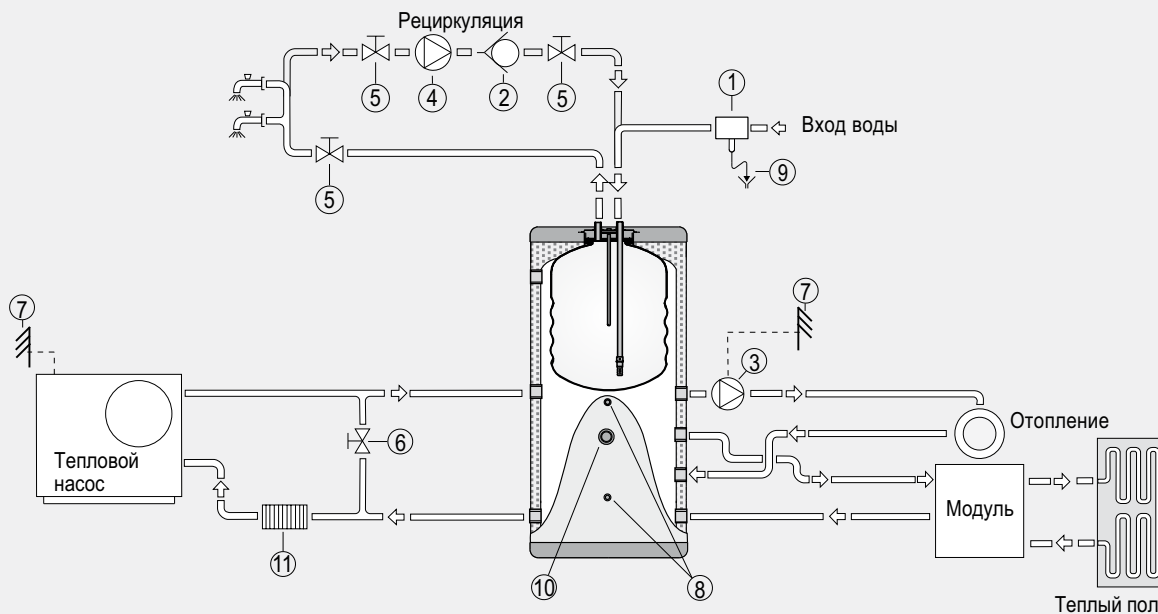 Рециркуляция
5
4
2
5
1
Вход воды
9
5
7
7
3
Отопление
6
Тепловой
насос
Модуль
11
10
8
Теплый пол